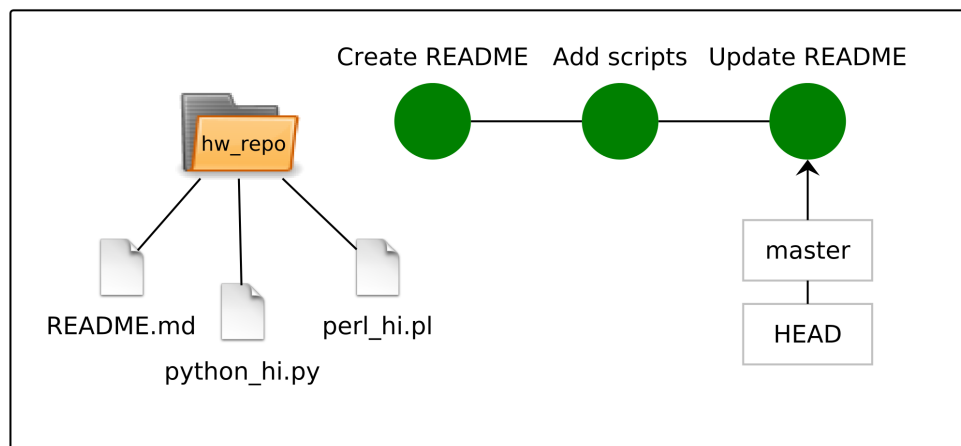 Create README Add scripts Update README
hw_repo
README.md
python_hi.py
perl_hi.pl
master
HEAD